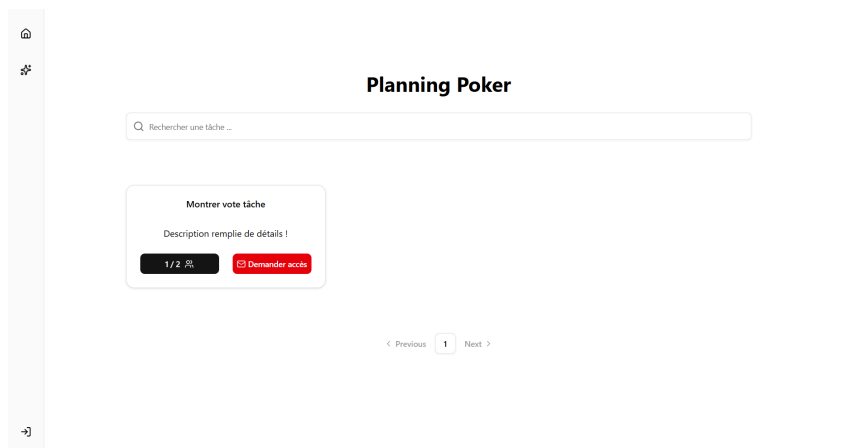 Planning Poker
Rechercher une tâche ...
Montrer vote tâche
Description remplie de détails !
1 / 2
Demander accès
Previous 1 Next